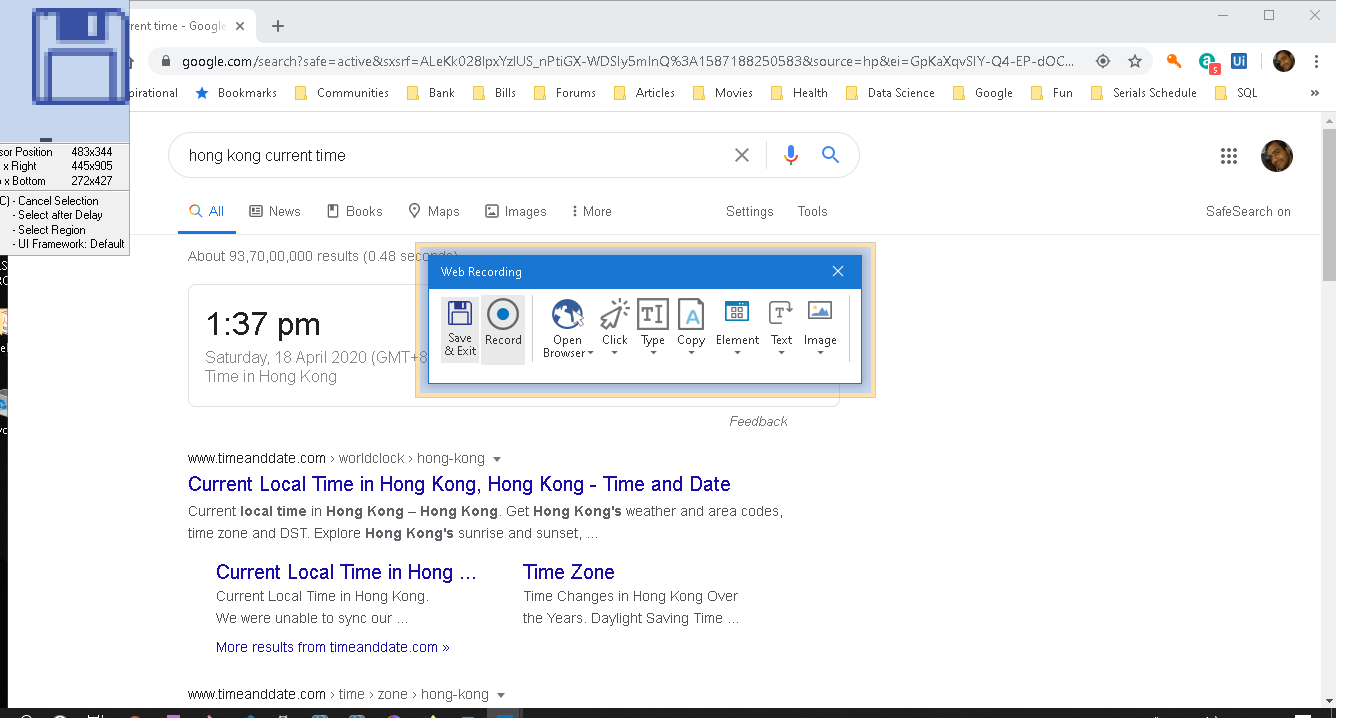 rent time - Google
google.com/search?safe=active&sxsrf=ALeKk028IpxYzlUS_nPtiGX-WDSIy5mInQ%3A1587188250583&source=hp&ei=GpKaXqvSIY-Q4-EP-dOC...
5
Ui
pirational
Bookmarks
Communities
Bank
Bills
Forums
Articles
Movies
Health
Data Science
Google
Fun
Serials Schedule
SQL
»
sor Position 483x344
x Right 445x905
x Bottom 272x427
C) - Cancel Selection
- Select after Delay
- Select Region
- UI Framework: Default
hong kong current time
All
News
Books
Maps
Images
More
Settings
Tools
SafeSearch on
About 93,70,00,000 results (0.48 seconds)
Web Recording
Save & Exit
Record
Open Browser
Click
Type
Copy
Element
Text
Image
1:37 pm
Saturday, 18 April 2020 (GMT+8
Time in Hong Kong
Feedback
www.timeanddate.com › worldclock › hong-kong
Current Local Time in Hong Kong, Hong Kong - Time and Date
Current local time in Hong Kong – Hong Kong. Get Hong Kong's weather and area codes,
time zone and DST. Explore Hong Kong's sunrise and sunset, ...
Current Local Time in Hong ...
Current Local Time in Hong Kong.
We were unable to sync our ...
Time Zone
Time Changes in Hong Kong Over
the Years. Daylight Saving Time ...
More results from timeanddate.com »
www.timeanddate.com › time › zone › hong-kong